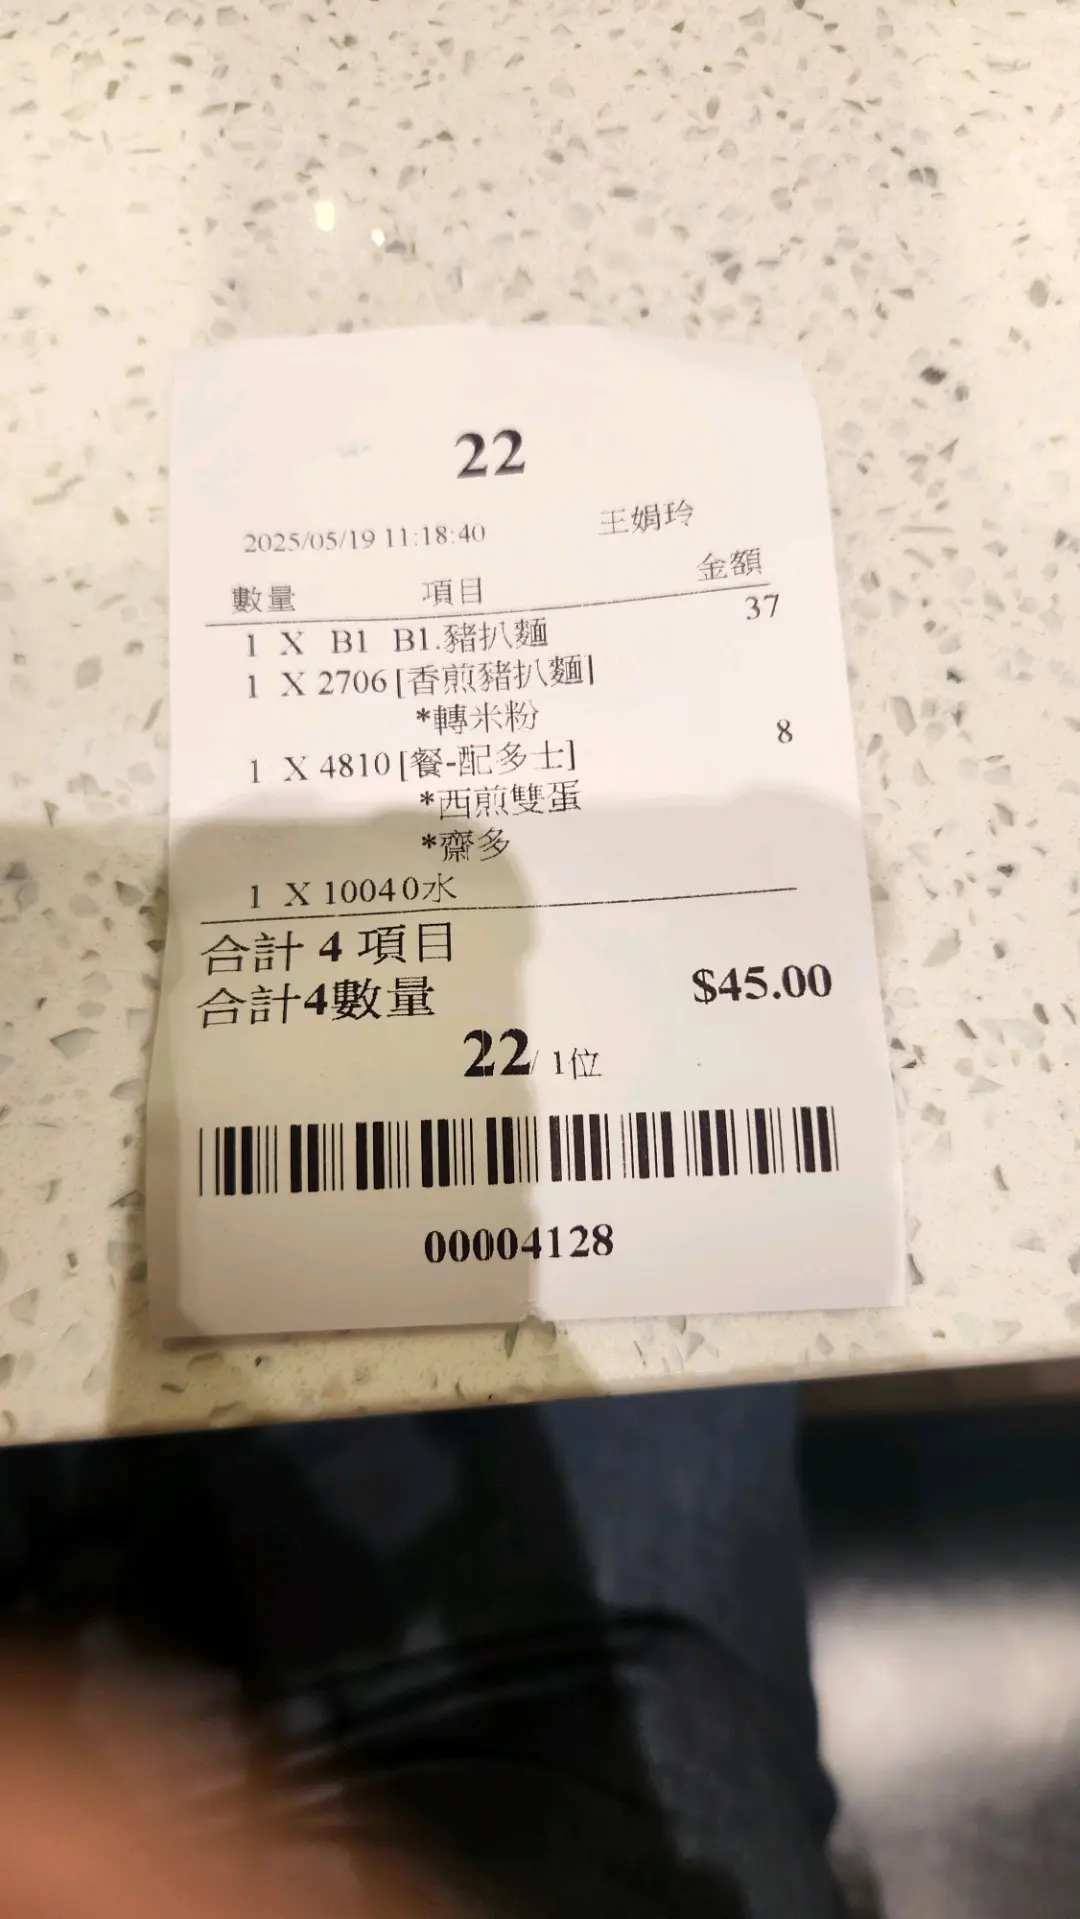 22
2025/05/19 11:18:40 王娟玲
數量 項目 金額
1 X B1 B1.豬扒麵 37
1 X 2706 [香煎豬扒麵]
*轉米粉
1 X 4810 [餐-配多士] 8
*西煎雙蛋
*齋多
1 X 10040水
合計 4 項目
合計4數量 $45.00
22/ 1位
00004128